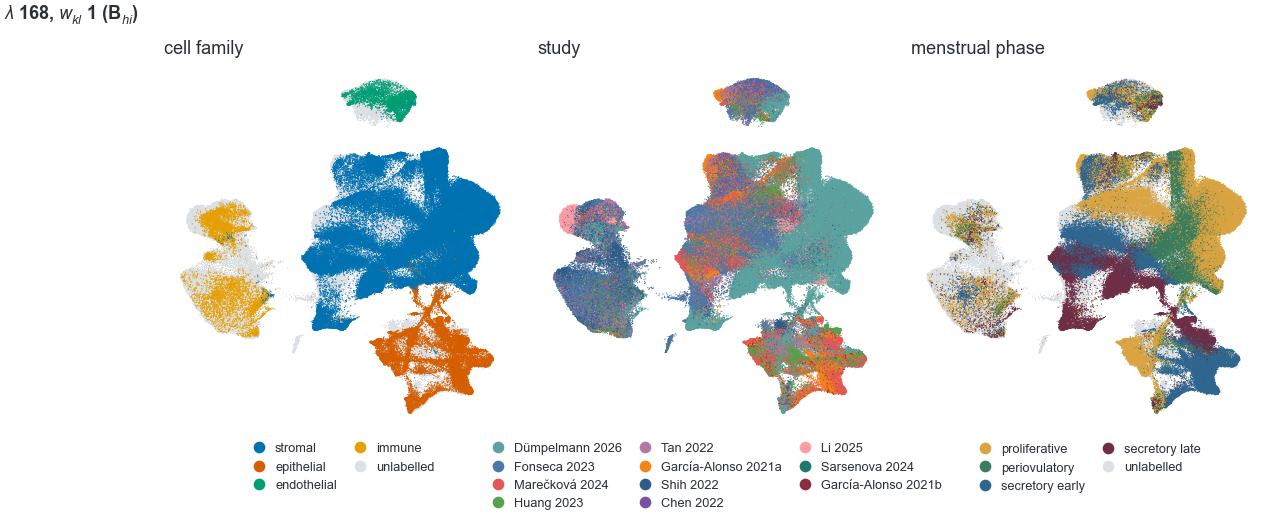 λ 168, wkl 1 (Bhi)
cell family
study
menstrual phase
stromal
epithelial
endothelial
immune
unlabelled
Dümpelmann 2026
Fonseca 2023
Marečková 2024
Huang 2023
Tan 2022
García-Alonso 2021a
Shih 2022
Chen 2022
Li 2025
Sarsenova 2024
García-Alonso 2021b
proliferative
periovulatory
secretory early
secretory late
unlabelled